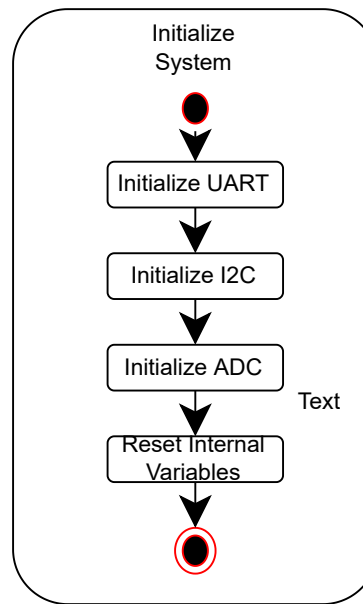 Initialize
System
Initialize UART
Initialize I2C
Initialize ADC
Text
Reset Internal
Variables